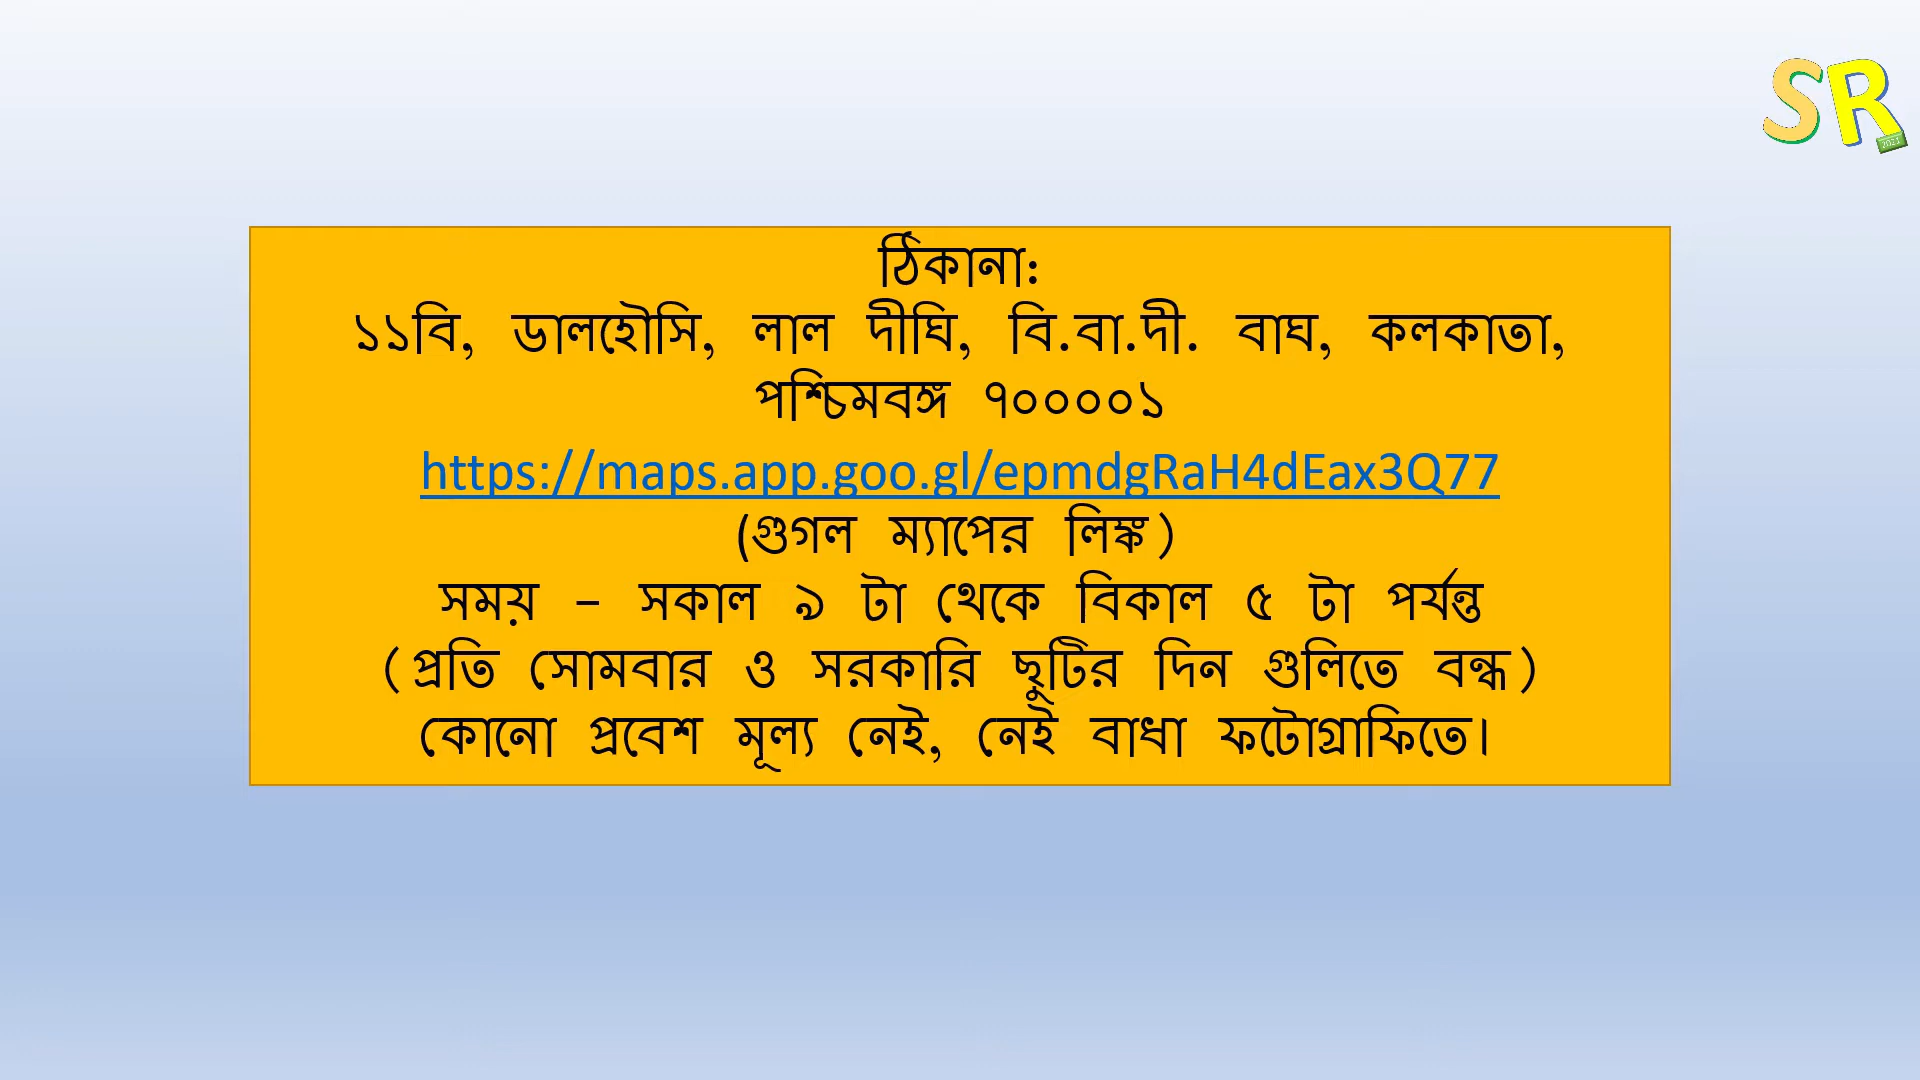 SR
2021
ঠিকানা:
১১বি, ডালহৌসি, লাল দীঘি, বি.বা.দী. বাঘ, কলকাতা,
পশ্চিমবঙ্গ ৭০০০০১
https://maps.app.goo.gl/epmdgRaH4dEax3Q77
(গুগল ম্যাপের লিঙ্ক)
সময় – সকাল ৯ টা থেকে বিকাল ৫ টা পর্যন্ত
(প্রতি সোমবার ও সরকারি ছুটির দিন গুলিতে বন্ধ)
কোনো প্রবেশ মূল্য নেই, নেই বাধা ফটোগ্রাফিতে।